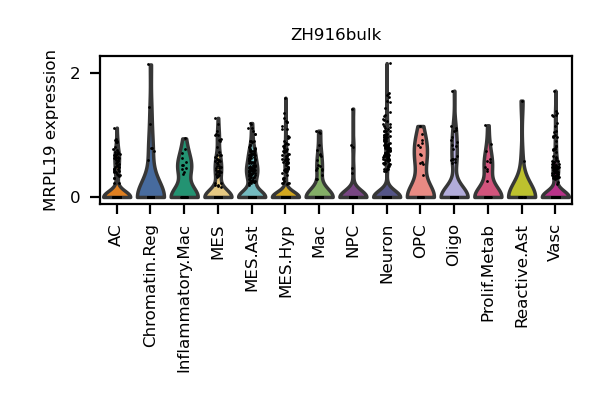 ZH916bulk
MRPL19 expression
2
0
AC
Chromatin.Reg
Inflammatory.Mac
MES
MES.Ast
MES.Hyp
Mac
NPC
Neuron
OPC
Oligo
Prolif.Metab
Reactive.Ast
Vasc